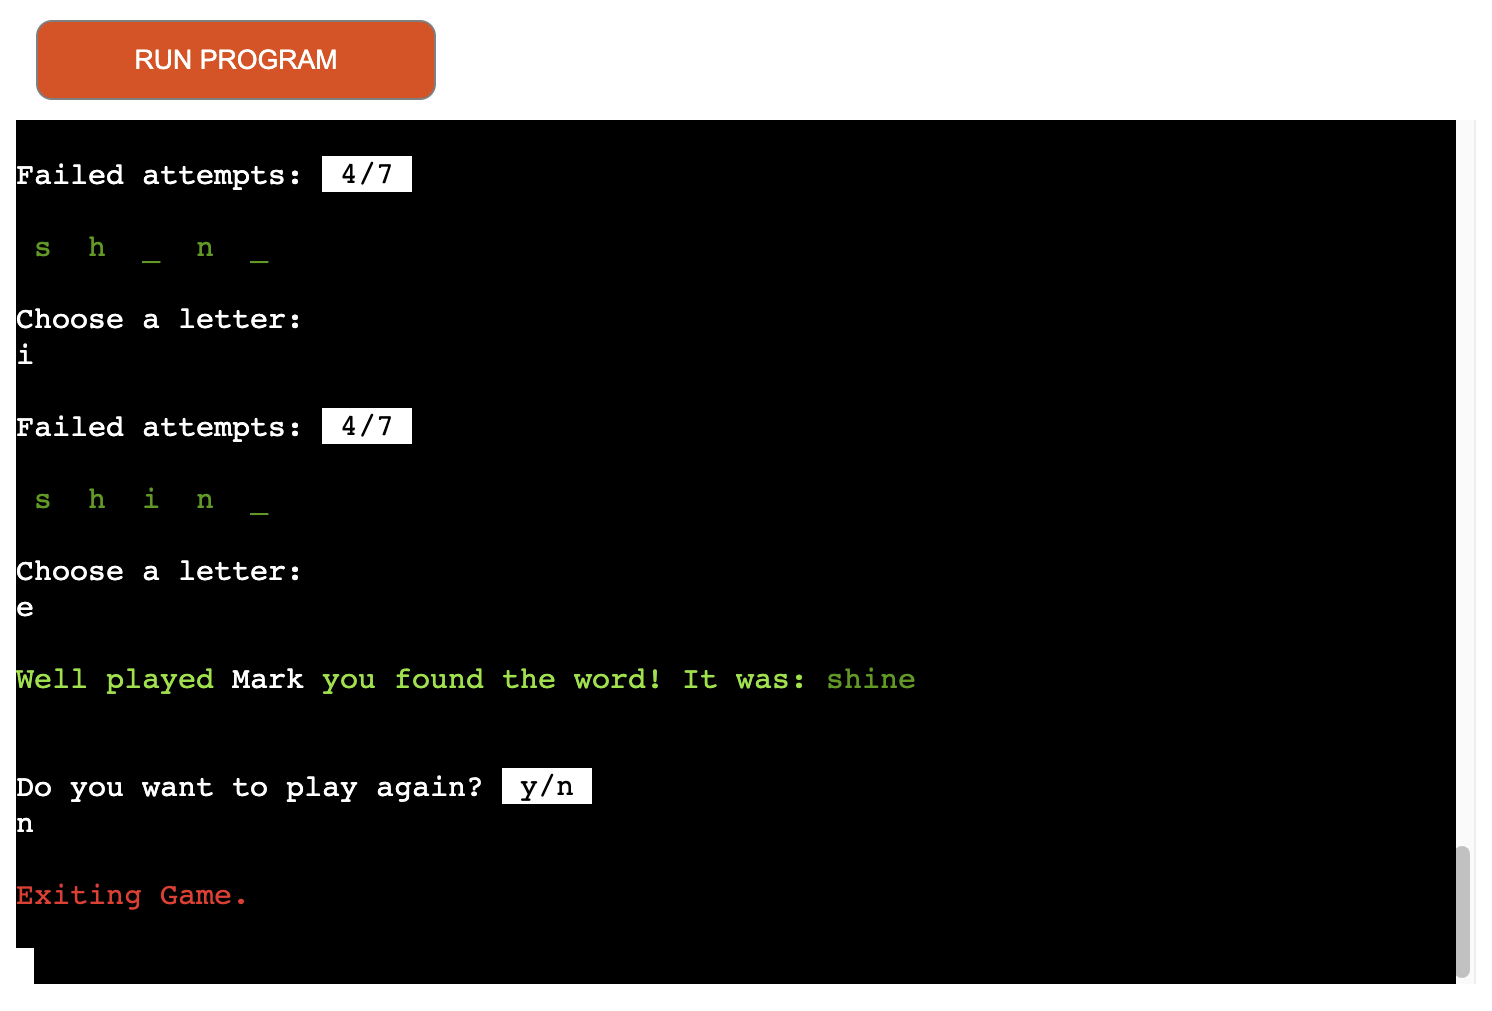 RUN PROGRAM
Failed attempts: 4/7
s h _ n _
Choose a letter:
i
Failed attempts: 4/7
s h i n _
Choose a letter:
e
Well played Mark you found the word! It was: shine
Do you want to play again? y/n
n
Exiting Game.